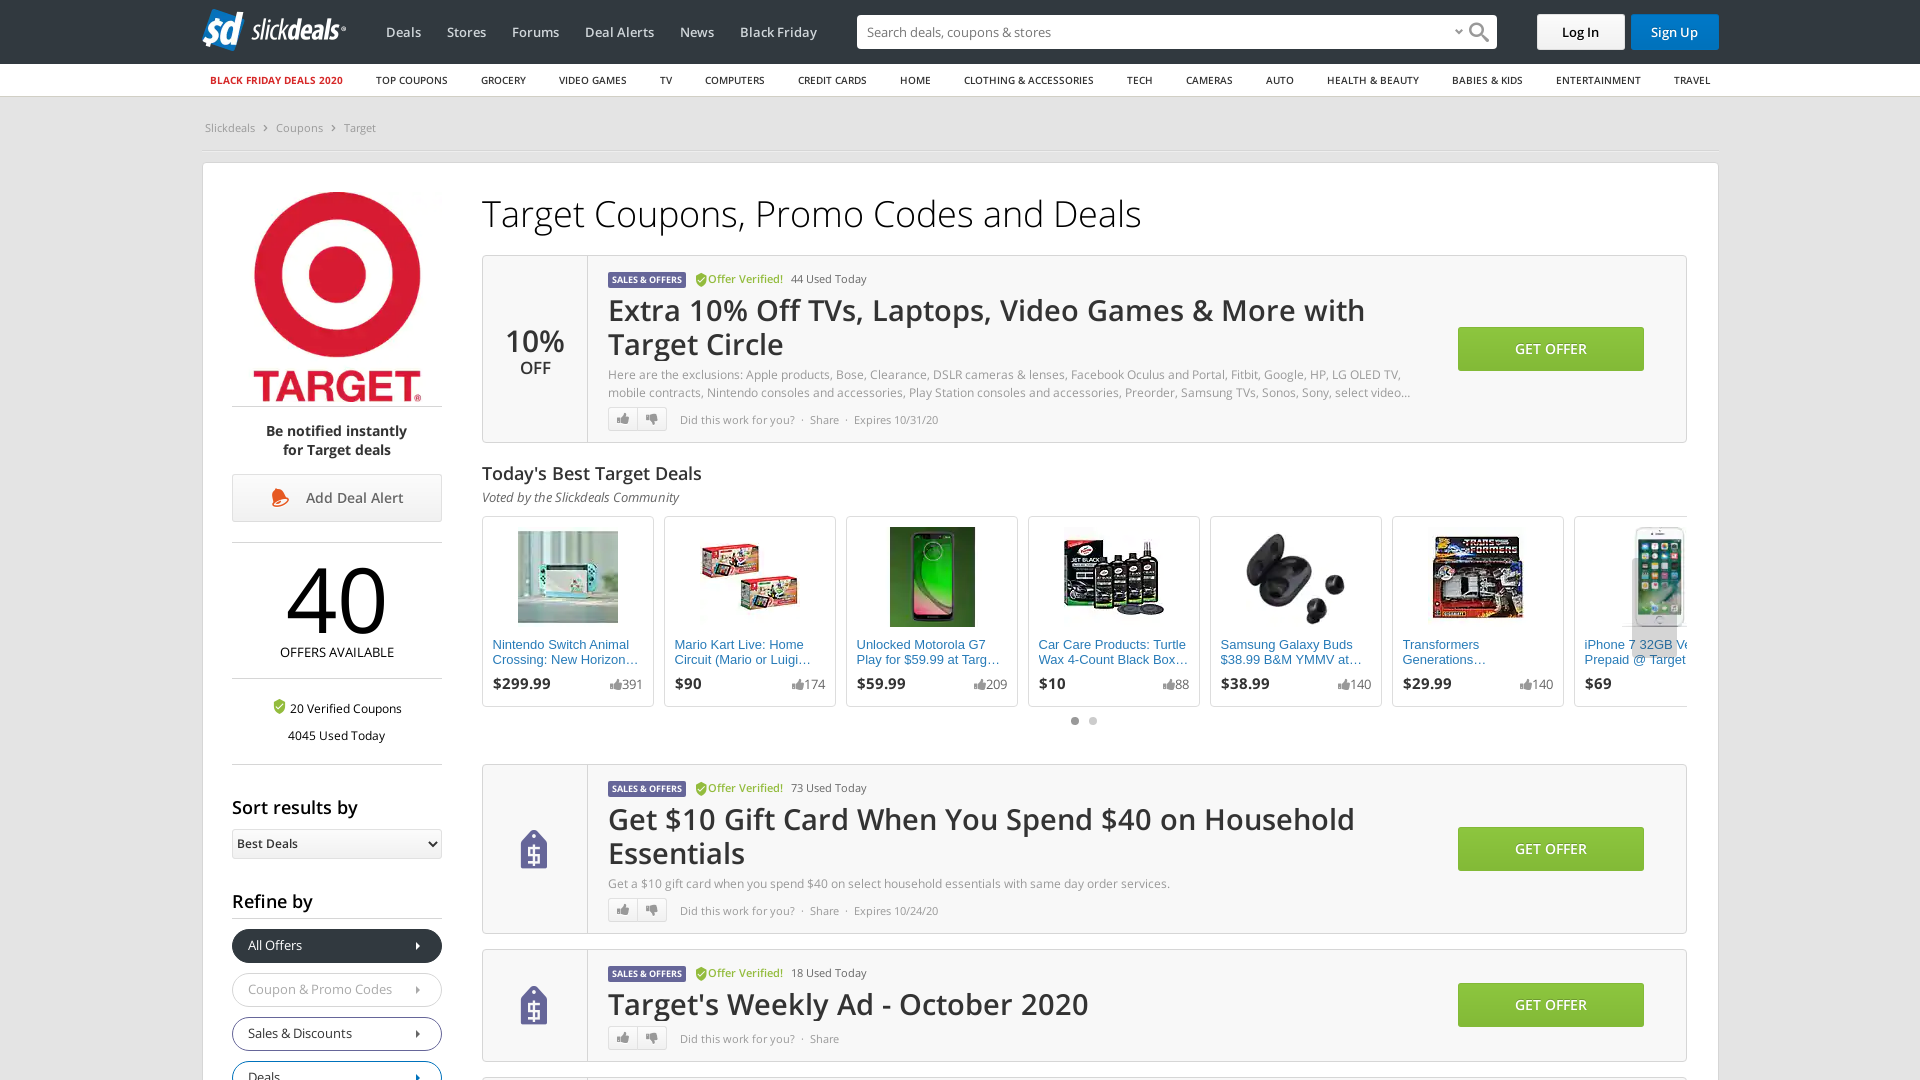 sd slickdeals
Deals
Stores
Forums
Deal Alerts
News
Black Friday
Search deals, coupons & stores
Log In
Sign Up
BLACK FRIDAY DEALS 2020
TOP COUPONS
GROCERY
VIDEO GAMES
TV
COMPUTERS
CREDIT CARDS
HOME
CLOTHING & ACCESSORIES
TECH
CAMERAS
AUTO
HEALTH & BEAUTY
BABIES & KIDS
ENTERTAINMENT
TRAVEL
Slickdeals > Coupons > Target
TARGET®
Be notified instantly
for Target deals
Add Deal Alert
40
OFFERS AVAILABLE
20 Verified Coupons
4045 Used Today
Sort results by
Best Deals
Refine by
All Offers
Coupon & Promo Codes
Sales & Discounts
Deals
Target Coupons, Promo Codes and Deals
10%
OFF
SALES & OFFERS Offer Verified! 44 Used Today
Extra 10% Off TVs, Laptops, Video Games & More with
Target Circle
Here are the exclusions: Apple products, Bose, Clearance, DSLR cameras & lenses, Facebook Oculus and Portal, Fitbit, Google, HP, LG OLED TV,
mobile contracts, Nintendo consoles and accessories, Play Station consoles and accessories, Preorder, Samsung TVs, Sonos, Sony, select video...
Did this work for you? · Share · Expires 10/31/20
GET OFFER
Today's Best Target Deals
Voted by the Slickdeals Community
Nintendo Switch Animal
Crossing: New Horizon…
$299.99 391
Mario Kart Live: Home
Circuit (Mario or Luigi…
$90 174
Unlocked Motorola G7
Play for $59.99 at Targ…
$59.99 209
Car Care Products: Turtle
Wax 4-Count Black Box…
$10 88
Samsung Galaxy Buds
$38.99 B&M YMMV at…
$38.99 140
TRANSFORMERS
Transformers
Generations…
$29.99 140
iPhone 7 32GB Ve
Prepaid @ Target
$69
SALES & OFFERS Offer Verified! 73 Used Today
Get $10 Gift Card When You Spend $40 on Household
Essentials
Get a $10 gift card when you spend $40 on select household essentials with same day order services.
Did this work for you? · Share · Expires 10/24/20
GET OFFER
SALES & OFFERS Offer Verified! 18 Used Today
Target's Weekly Ad - October 2020
Did this work for you? · Share
GET OFFER